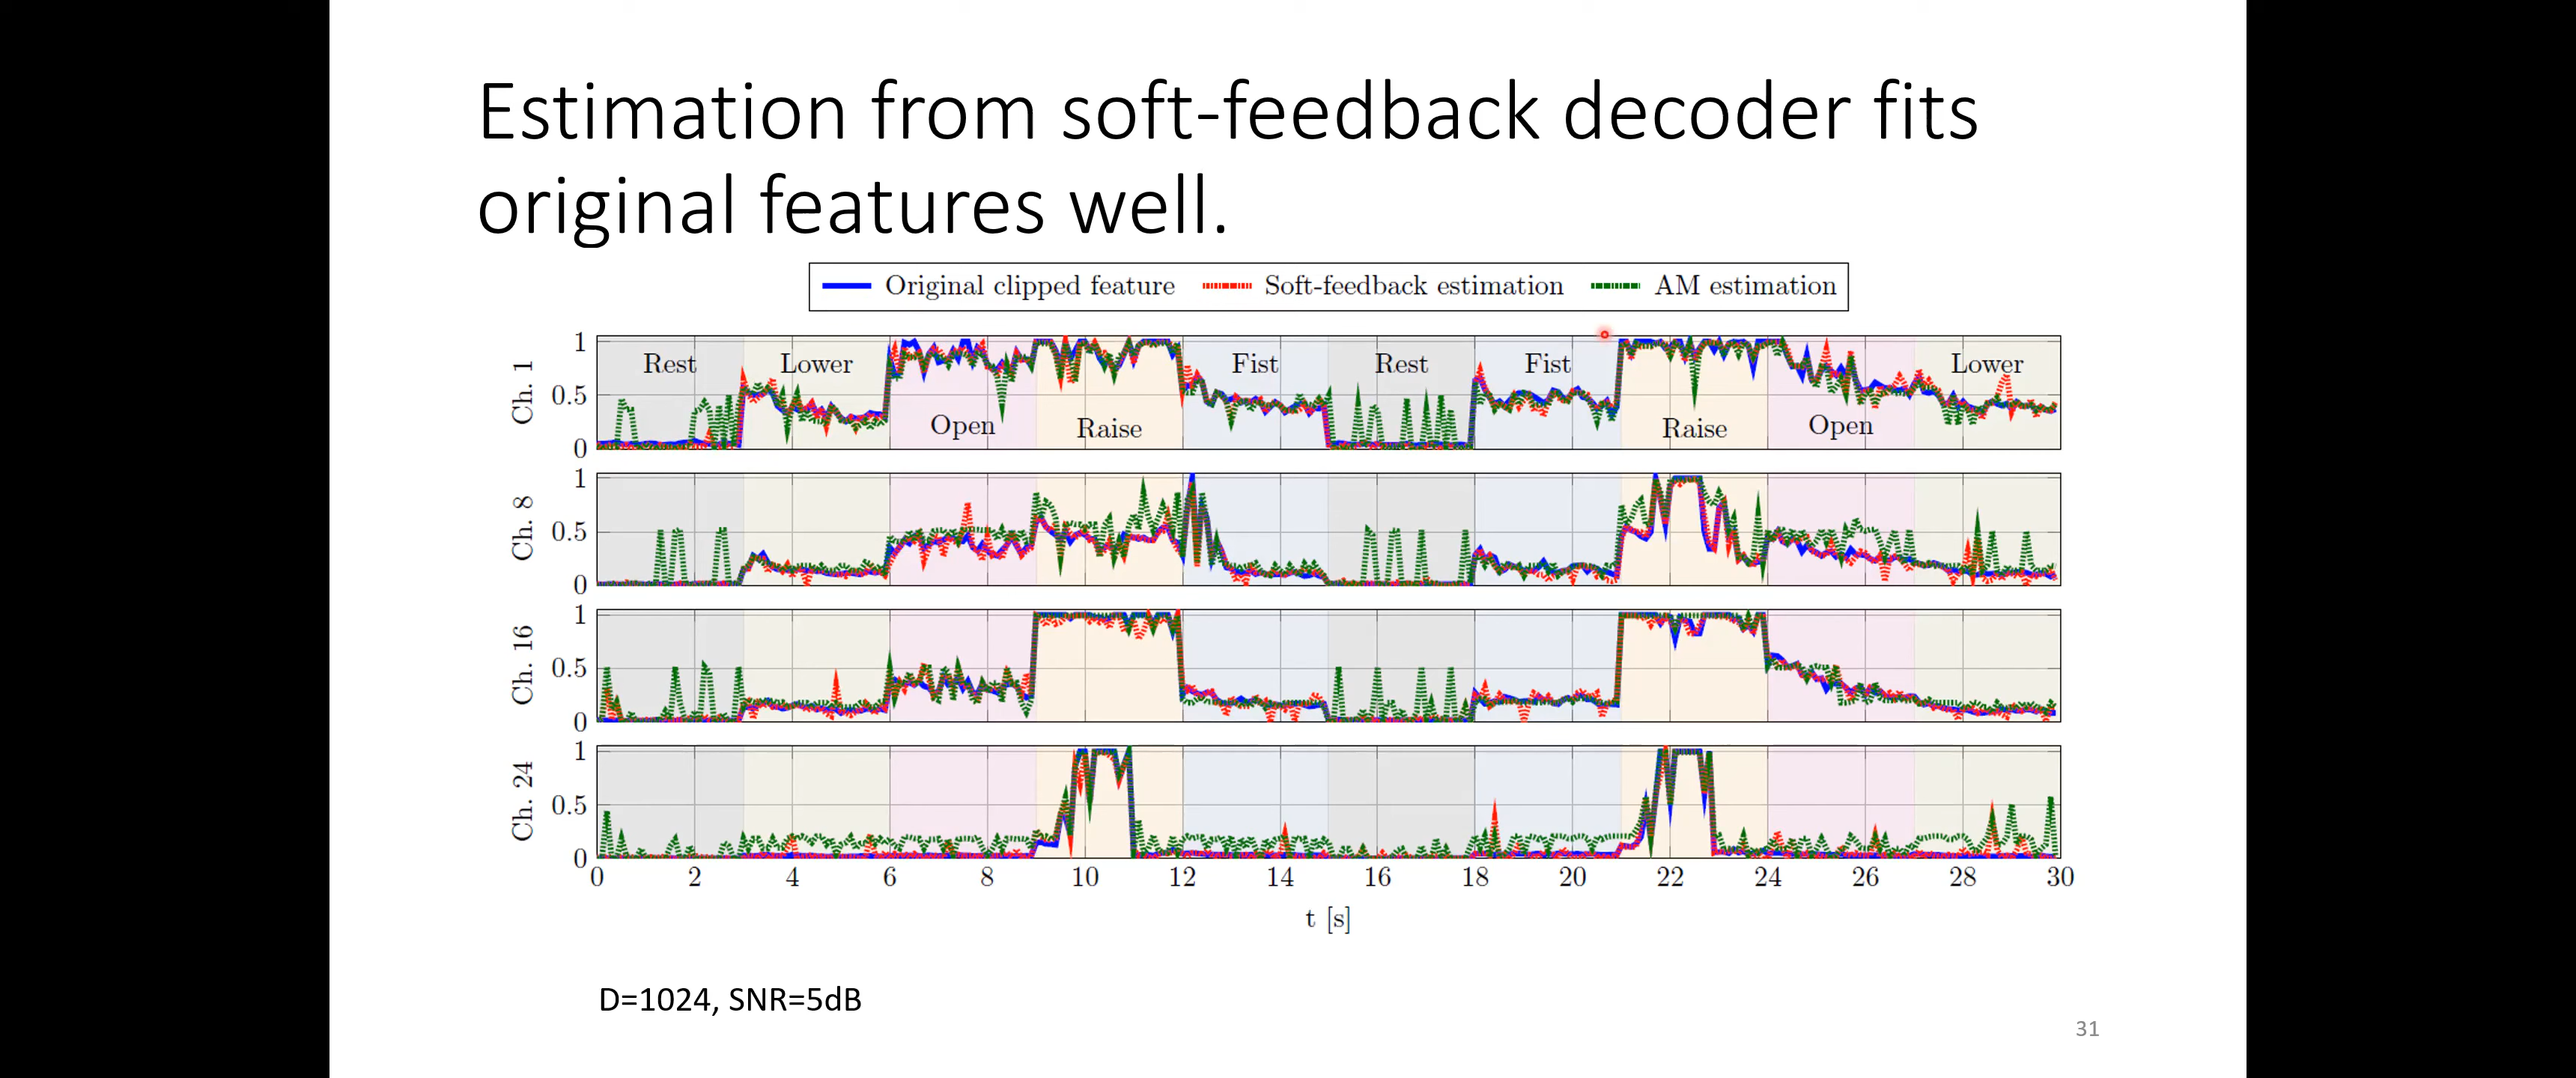 Estimation from soft-feedback decoder fits
original features well.
Original clipped feature Soft-feedback estimation AM estimation
Ch. 1
1
0.5
0
Rest Lower Fist Rest Fist Lower
Open Raise Raise Open
Ch. 8
1
0.5
0
Ch. 16
1
0.5
0
Ch. 24
1
0.5
0
0 2 4 6 8 10 12 14 16 18 20 22 24 26 28 30
t [s]
D=1024, SNR=5dB
31